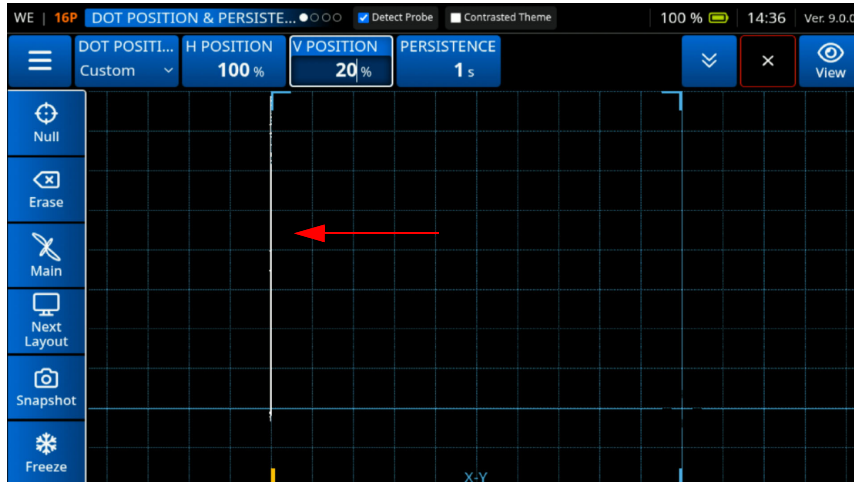 WE | 16P DOT POSITION & PERSISTE... Detect Probe Contrasted Theme 100 % 14:36 Ver. 9.0.0
DOT POSITI... H POSITION V POSITION PERSISTENCE
Custom 100 % 20 % 1 s
View
Null
Erase
Main
Next
Layout
Snapshot
Freeze
X-Y